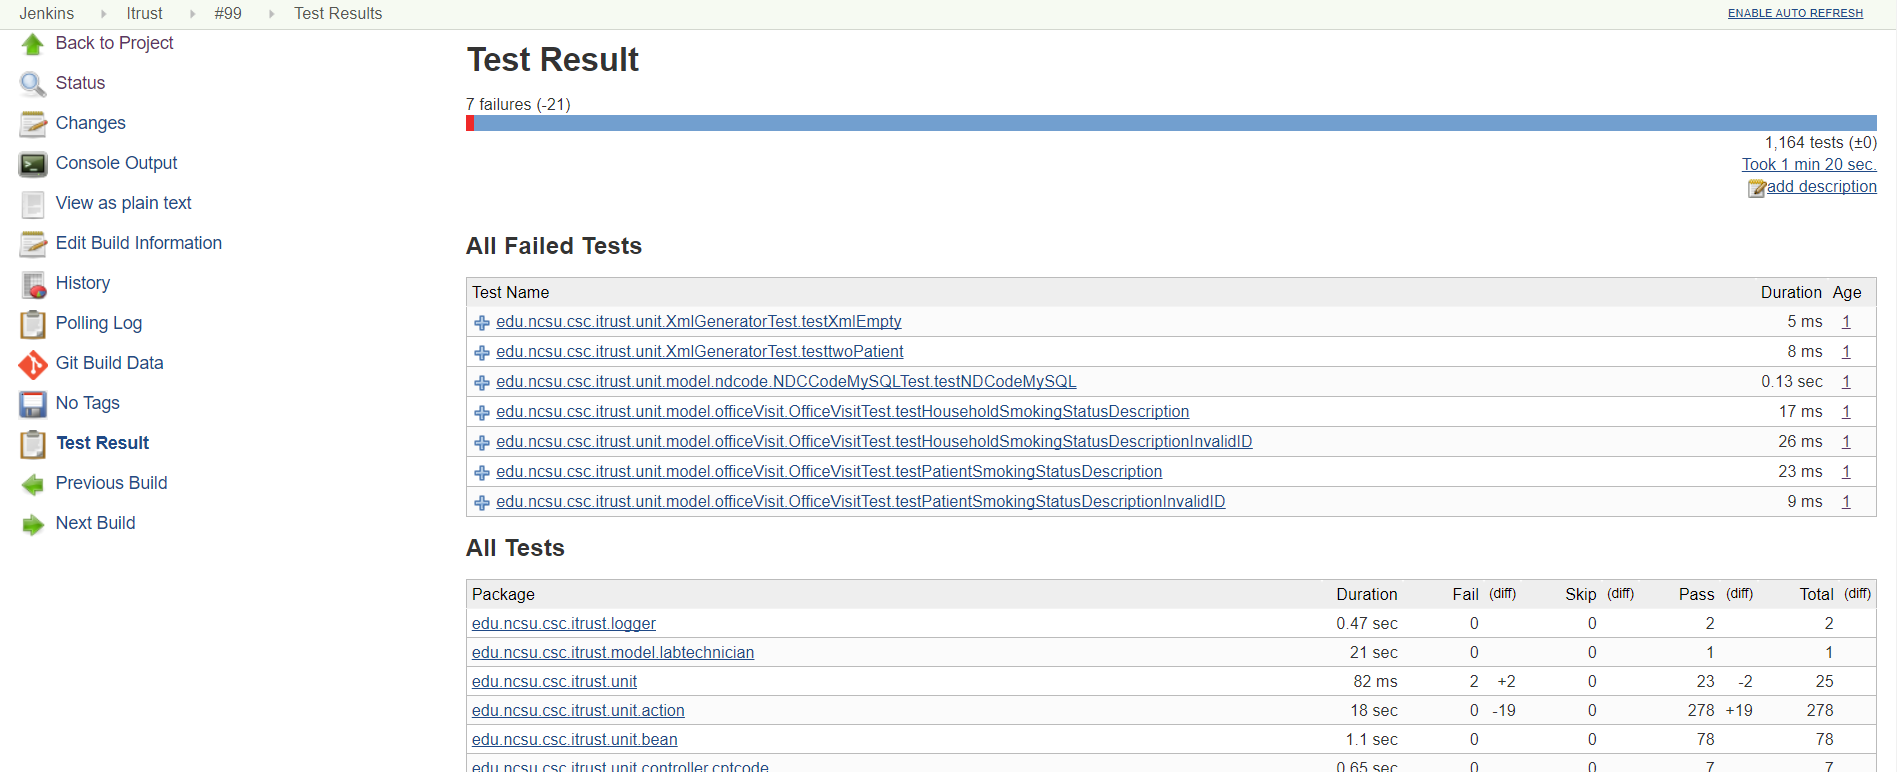 Jenkins Itrust #99 Test Results ENABLE AUTO REFRESH
Back to Project
Status
Changes
Console Output
View as plain text
Edit Build Information
History
Polling Log
Git Build Data
No Tags
Test Result
Previous Build
Next Build
Test Result
7 failures (-21)
1,164 tests (±0)
Took 1 min 20 sec.
add description
All Failed Tests
Test Name Duration Age
edu.ncsu.csc.itrust.unit.XmlGeneratorTest.testXmlEmpty 5 ms 1
edu.ncsu.csc.itrust.unit.XmlGeneratorTest.testtwoPatient 8 ms 1
edu.ncsu.csc.itrust.unit.model.ndcode.NDCCodeMySQLTest.testNDCodeMySQL 0.13 sec 1
edu.ncsu.csc.itrust.unit.model.officeVisit.OfficeVisitTest.testHouseholdSmokingStatusDescription 17 ms 1
edu.ncsu.csc.itrust.unit.model.officeVisit.OfficeVisitTest.testHouseholdSmokingStatusDescriptionInvalidID 26 ms 1
edu.ncsu.csc.itrust.unit.model.officeVisit.OfficeVisitTest.testPatientSmokingStatusDescription 23 ms 1
edu.ncsu.csc.itrust.unit.model.officeVisit.OfficeVisitTest.testPatientSmokingStatusDescriptionInvalidID 9 ms 1
All Tests
Package Duration Fail (diff) Skip (diff) Pass (diff) Total (diff)
edu.ncsu.csc.itrust.logger 0.47 sec 0 0 2 2
edu.ncsu.csc.itrust.model.labtechnician 21 sec 0 0 1 1
edu.ncsu.csc.itrust.unit 82 ms 2 +2 0 23 -2 25
edu.ncsu.csc.itrust.unit.action 18 sec 0 -19 0 278 +19 278
edu.ncsu.csc.itrust.unit.bean 1.1 sec 0 0 78 78
edu.ncsu.csc.itrust.unit.controller.cptcode 0.65 sec 0 0 7 7